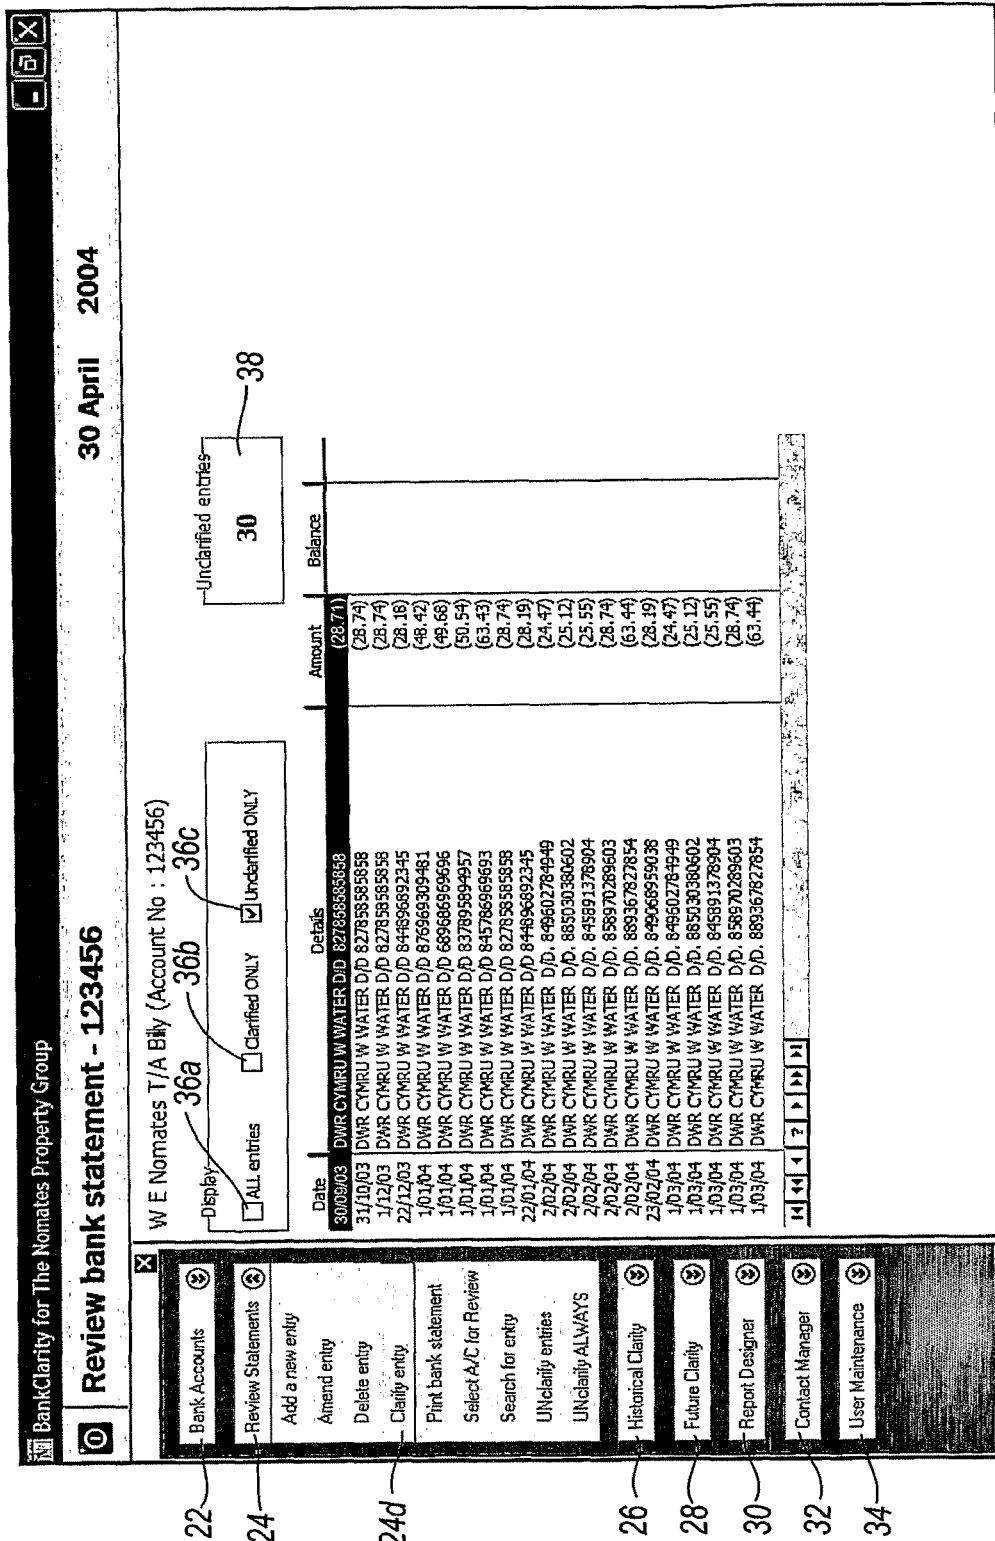 BankClarity for The Nomates Property Group
Review bank statement - 123456 30 April 2004
22 Bank Accounts
24 Review Statements
Add a new entry
Amend entry
Delete entry
24d Clarify entry
Print bank statement
Select A/C for Review
Search for entry
UNclarify entries
UNclarify ALWAYS
26 Historical Clarity
28 Future Clarity
30 Report Designer
32 Contact Manager
34 User Maintenance
W E Nomates T/A Billy (Account No : 123456)
36a 36b 36c
Display
ALL entries Clarified ONLY Unclarified ONLY
Unclarified entries
30
38
Date Details Amount Balance
30/09/03 DWR CYMRU W WATER D/D 827858585858 (28.71)
31/10/03 DWR CYMRU W WATER D/D 827858585858 (28.74)
1/12/03 DWR CYMRU W WATER D/D 827858585858 (28.74)
22/12/03 DWR CYMRU W WATER D/D 844896892345 (28.18)
1/01/04 DWR CYMRU W WATER D/D 876969309481 (48.42)
1/01/04 DWR CYMRU W WATER D/D 689686969696 (49.68)
1/01/04 DWR CYMRU W WATER D/D 837895894957 (50.54)
1/01/04 DWR CYMRU W WATER D/D 845786969693 (63.43)
1/01/04 DWR CYMRU W WATER D/D 827858585858 (28.74)
22/01/04 DWR CYMRU W WATER D/D 844896892345 (28.19)
2/02/04 DWR CYMRU W WATER D/D. 849602784949 (24.47)
2/02/04 DWR CYMRU W WATER D/D. 885030380602 (25.12)
2/02/04 DWR CYMRU W WATER D/D. 845891378904 (25.55)
2/02/04 DWR CYMRU W WATER D/D. 858970289603 (28.74)
2/02/04 DWR CYMRU W WATER D/D. 889367827854 (63.44)
23/02/04 DWR CYMRU W WATER D/D. 849068959038 (28.19)
1/03/04 DWR CYMRU W WATER D/D. 849602784949 (24.47)
1/03/04 DWR CYMRU W WATER D/D. 885030380602 (25.12)
1/03/04 DWR CYMRU W WATER D/D. 845891378904 (25.55)
1/03/04 DWR CYMRU W WATER D/D. 858970289603 (28.74)
1/03/04 DWR CYMRU W WATER D/D. 889367827854 (63.44)
?